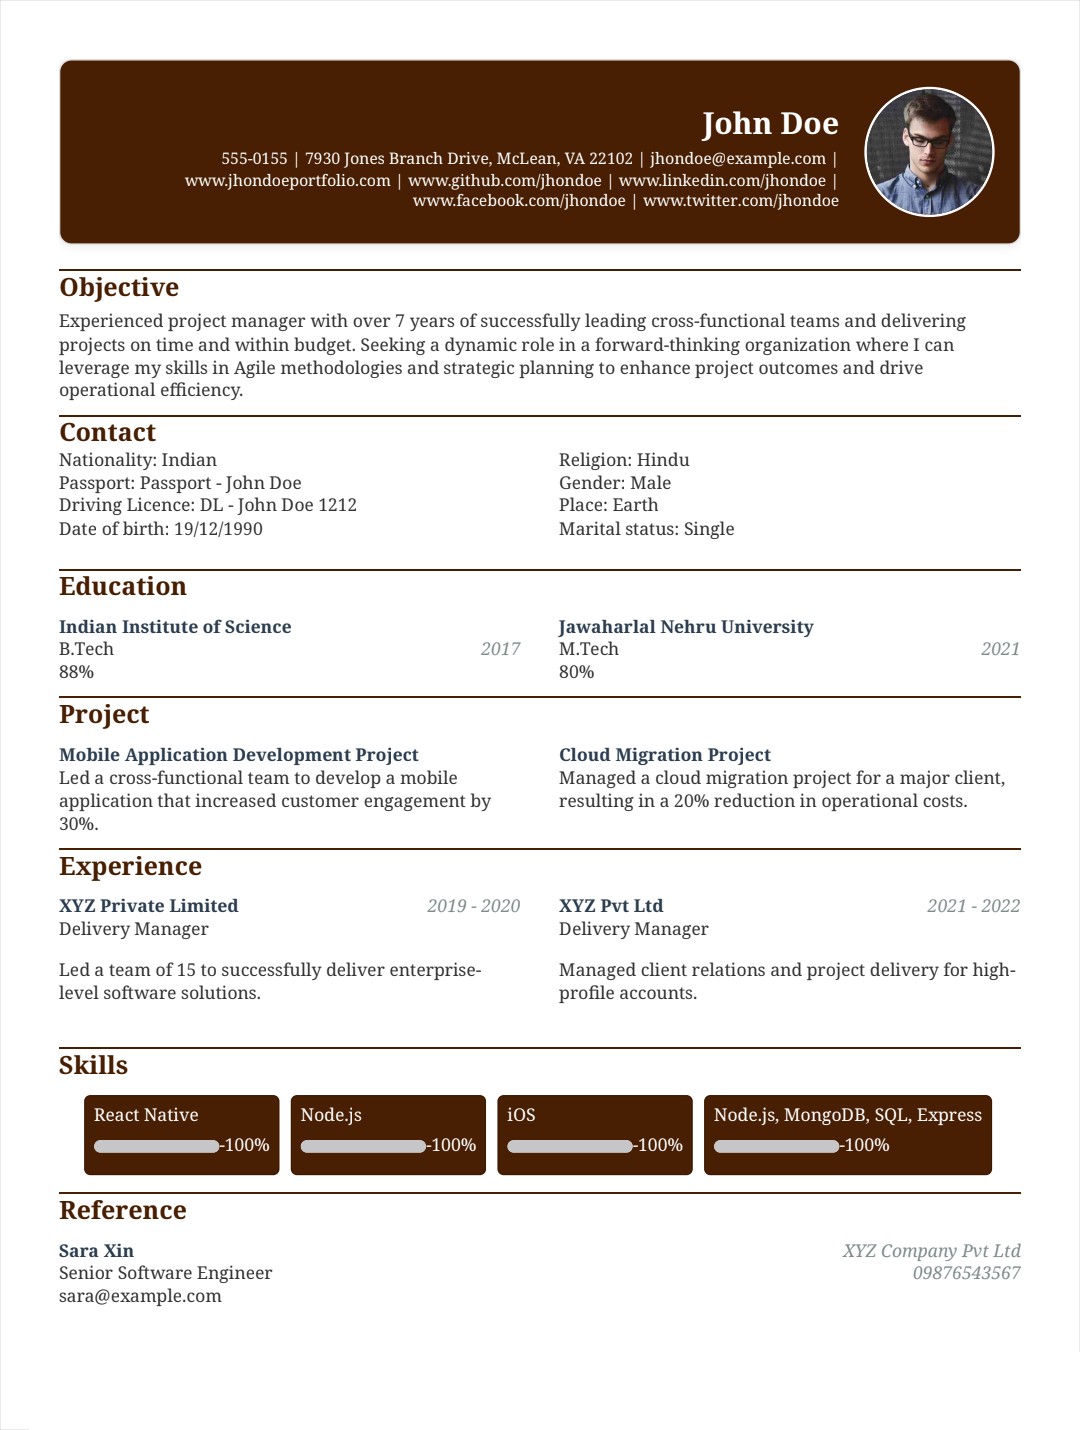 John Doe
555-0155 | 7930 Jones Branch Drive, McLean, VA 22102 | jhondoe@example.com |
www.jhondoeportfolio.com | www.github.com/jhondoe | www.linkedin.com/jhondoe |
www.facebook.com/jhondoe | www.twitter.com/jhondoe
Objective
Experienced project manager with over 7 years of successfully leading cross-functional teams and delivering
projects on time and within budget. Seeking a dynamic role in a forward-thinking organization where I can
leverage my skills in Agile methodologies and strategic planning to enhance project outcomes and drive
operational efficiency.
Contact
Nationality: Indian
Passport: Passport - John Doe
Driving Licence: DL - John Doe 1212
Date of birth: 19/12/1990
Religion: Hindu
Gender: Male
Place: Earth
Marital status: Single
Education
Indian Institute of Science
B.Tech 2017
88%
Jawaharlal Nehru University
M.Tech 2021
80%
Project
Mobile Application Development Project
Led a cross-functional team to develop a mobile
application that increased customer engagement by
30%.
Cloud Migration Project
Managed a cloud migration project for a major client,
resulting in a 20% reduction in operational costs.
Experience
XYZ Private Limited 2019 - 2020
Delivery Manager
Led a team of 15 to successfully deliver enterprise-
level software solutions.
XYZ Pvt Ltd 2021 - 2022
Delivery Manager
Managed client relations and project delivery for high-
profile accounts.
Skills
React Native
-100%
Node.js
-100%
iOS
-100%
Node.js, MongoDB, SQL, Express
-100%
Reference
Sara Xin
Senior Software Engineer
sara@example.com
XYZ Company Pvt Ltd
09876543567